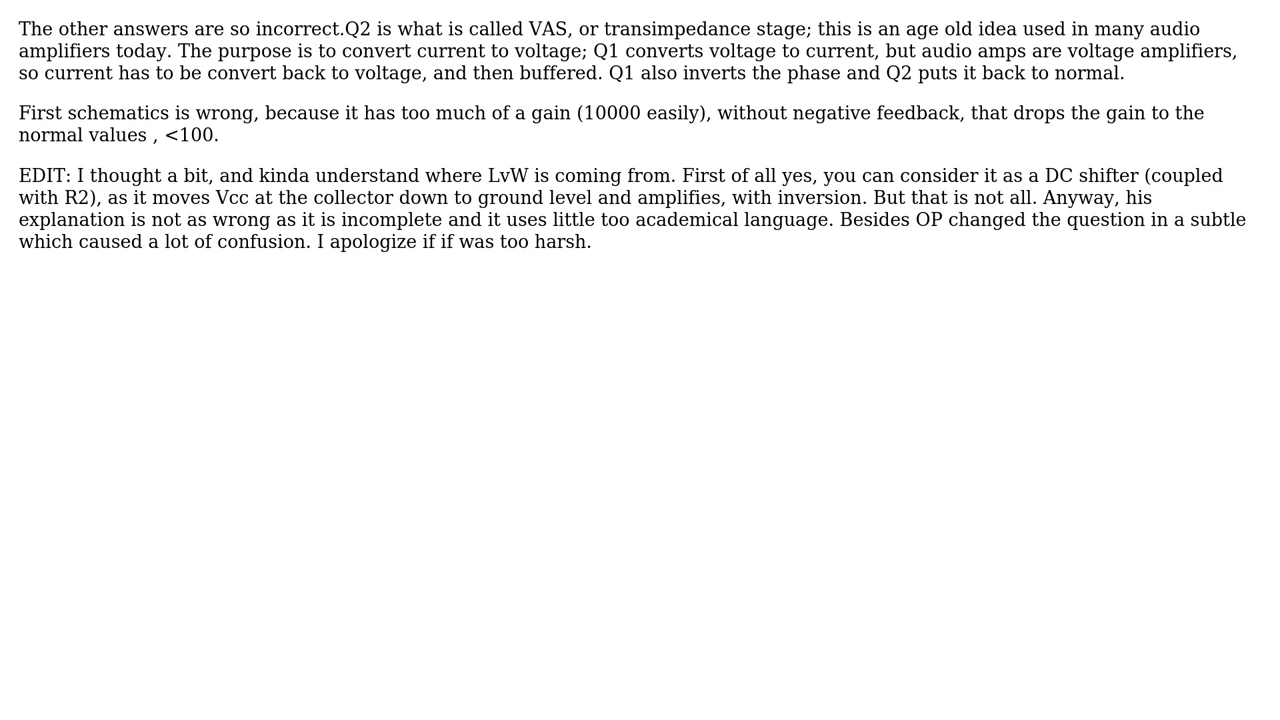 The other answers are so incorrect.Q2 is what is called VAS, or transimpedance stage; this is an age old idea used in many audio
amplifiers today. The purpose is to convert current to voltage; Q1 converts voltage to current, but audio amps are voltage amplifiers,
so current has to be convert back to voltage, and then buffered. Q1 also inverts the phase and Q2 puts it back to normal.
First schematics is wrong, because it has too much of a gain (10000 easily), without negative feedback, that drops the gain to the
normal values , <100.
EDIT: I thought a bit, and kinda understand where LvW is coming from. First of all yes, you can consider it as a DC shifter (coupled
with R2), as it moves Vcc at the collector down to ground level and amplifies, with inversion. But that is not all. Anyway, his
explanation is not as wrong as it is incomplete and it uses little too academical language. Besides OP changed the question in a subtle
which caused a lot of confusion. I apologize if if was too harsh.